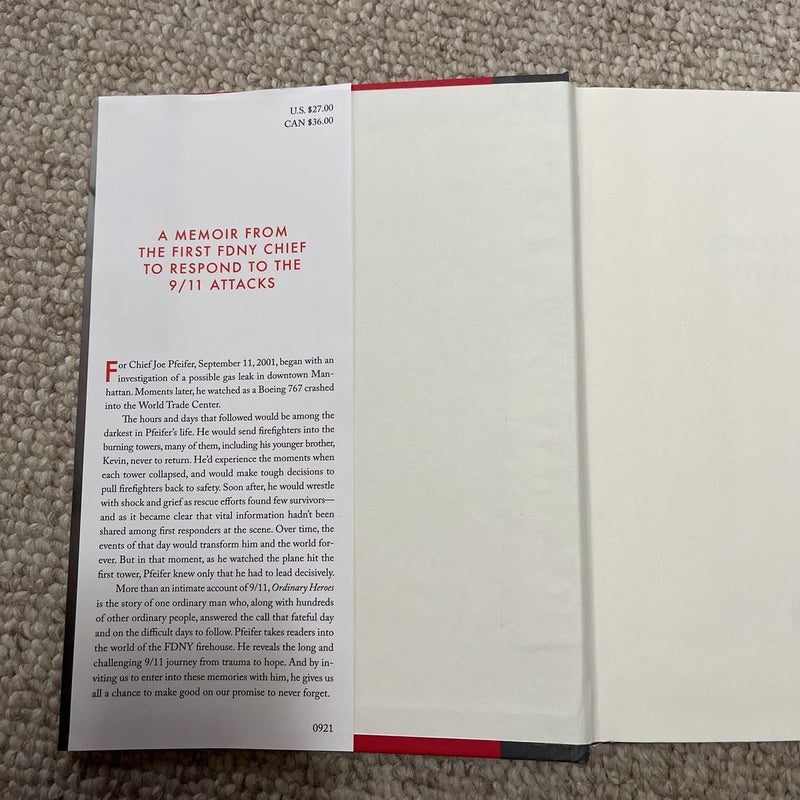 U.S. $27.00
CAN $36.00
A MEMOIR FROM
THE FIRST FDNY CHIEF
TO RESPOND TO THE
9/11 ATTACKS
For Chief Joe Pfeifer, September 11, 2001, began with an
investigation of a possible gas leak in downtown Man-
hattan. Moments later, he watched as a Boeing 767 crashed
into the World Trade Center.
The hours and days that followed would be among the
darkest in Pfeifer's life. He would send firefighters into the
burning towers, many of them, including his younger brother,
Kevin, never to return. He'd experience the moments when
each tower collapsed, and would make tough decisions to
pull firefighters back to safety. Soon after, he would wrestle
with shock and grief as rescue efforts found few survivors—
and as it became clear that vital information hadn't been
shared among first responders at the scene. Over time, the
events of that day would transform him and the world for-
ever. But in that moment, as he watched the plane hit the
first tower, Pfeifer knew only that he had to lead decisively.
More than an intimate account of 9/11, Ordinary Heroes
is the story of one ordinary man who, along with hundreds
of other ordinary people, answered the call that fateful day
and on the difficult days to follow. Pfeifer takes readers into
the world of the FDNY firehouse. He reveals the long and
challenging 9/11 journey from trauma to hope. And by in-
viting us to enter into these memories with him, he gives us
all a chance to make good on our promise to never forget.
0921